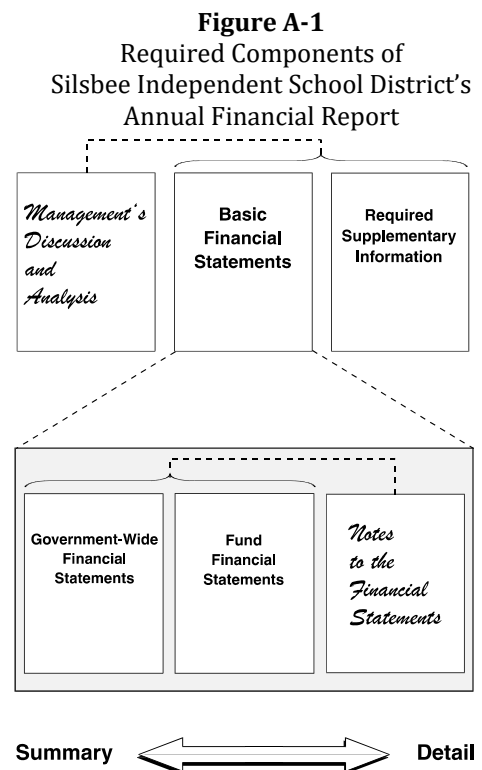 Figure A-1
Required Components of
Silsbee Independent School District's
Annual Financial Report
Management's
Discussion
and
Analysis
Basic
Financial
Statements
Required
Supplementary
Information
Government-Wide
Financial
Statements
Fund
Financial
Statements
Notes
to the
Financial
Statements
Summary
Detail